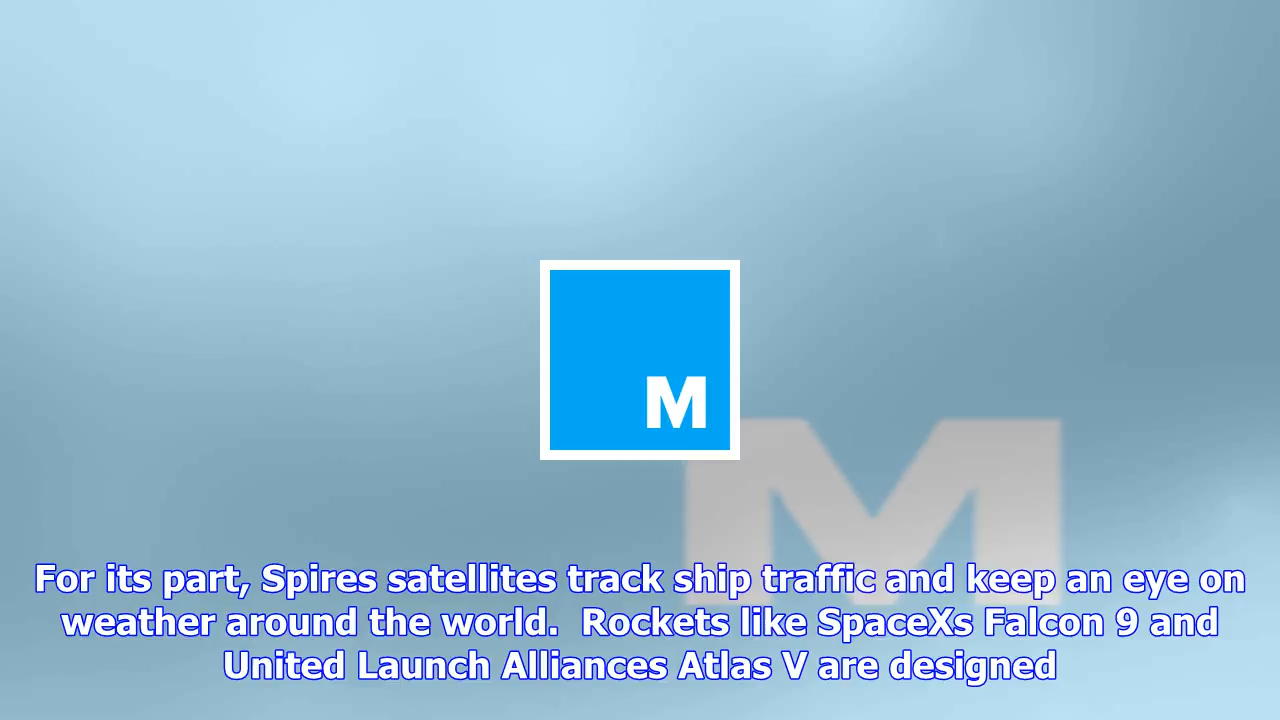 M
M
For its part, Spires satellites track ship traffic and keep an eye on
weather around the world.  Rockets like SpaceXs Falcon 9 and
United Launch Alliances Atlas V are designed